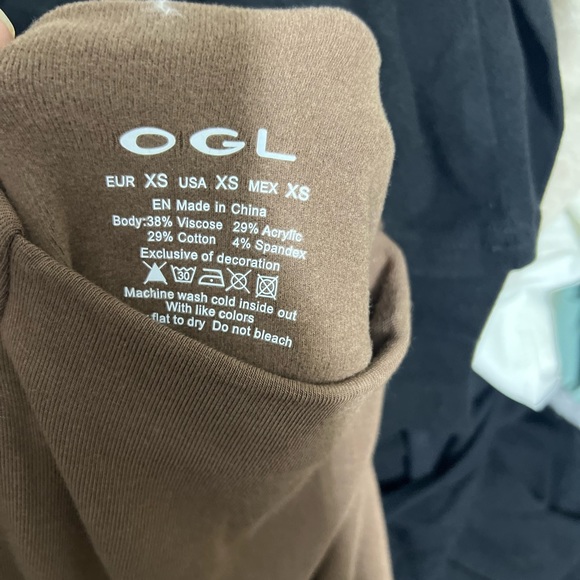 OGL
EUR XS USA XS MEX XS
EN Made in China
Body:38% Viscose 29% Acrylic
29% Cotton 4% Spandex
Exclusive of decoration
30
Machine wash cold inside out
With like colors
flat to dry Do not bleach